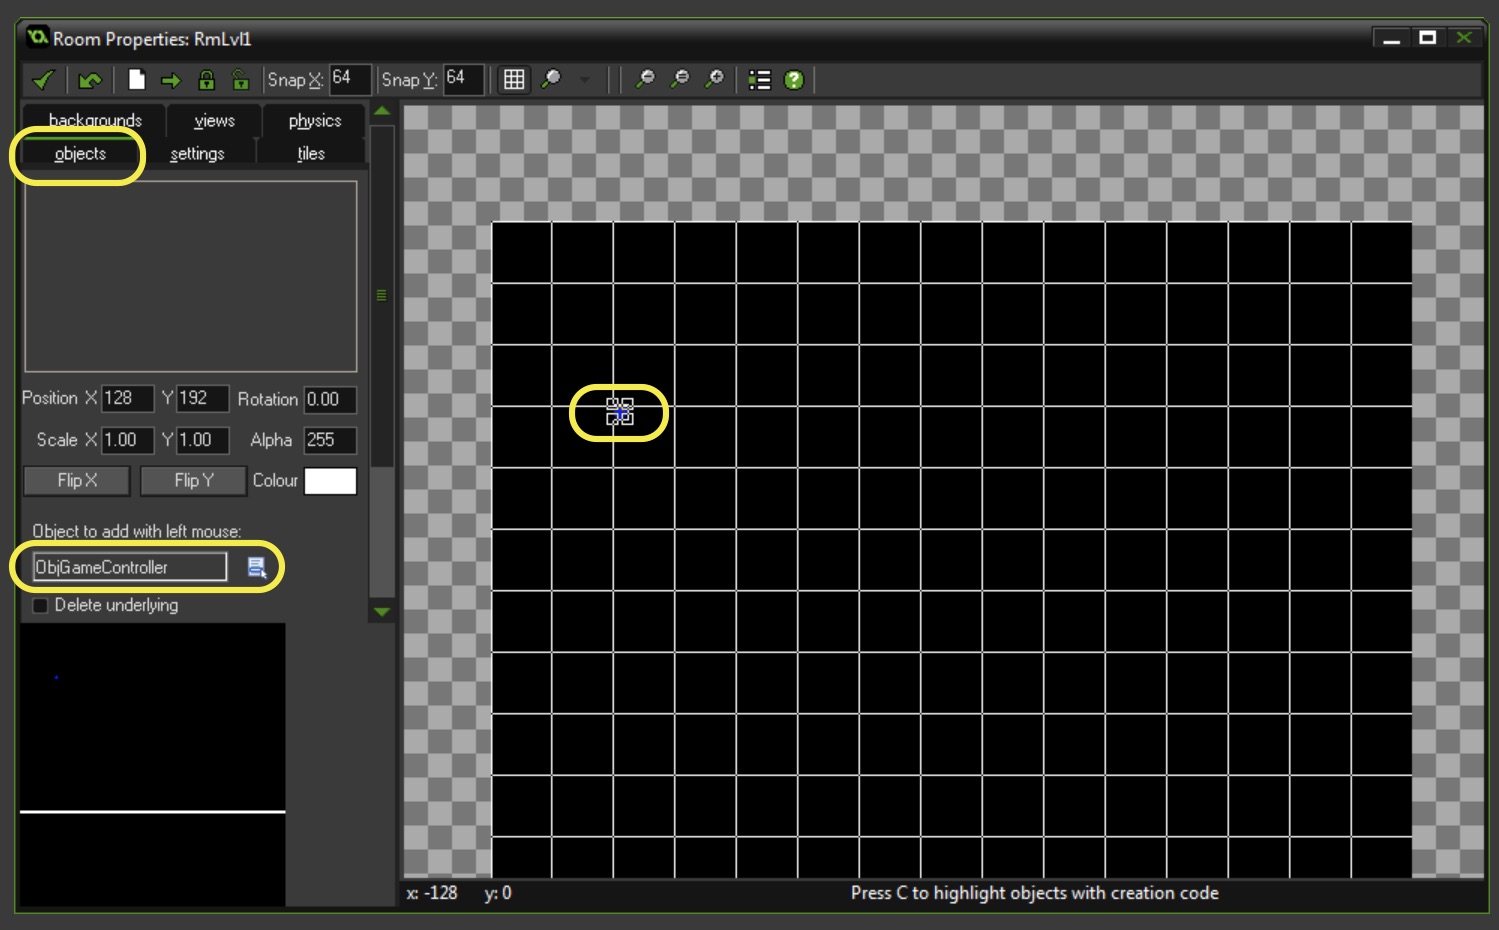 Room Properties: RmLvl1
Snap X: 64 Snap Y: 64
backgrounds views physics
objects settings tiles
Position X 128 Y 192 Rotation 0.00
Scale X 1.00 Y 1.00 Alpha 255
Flip X Flip Y Colour
Object to add with left mouse:
ObjGameController
Delete underlying
x: -128 y: 0 Press C to highlight objects with creation code